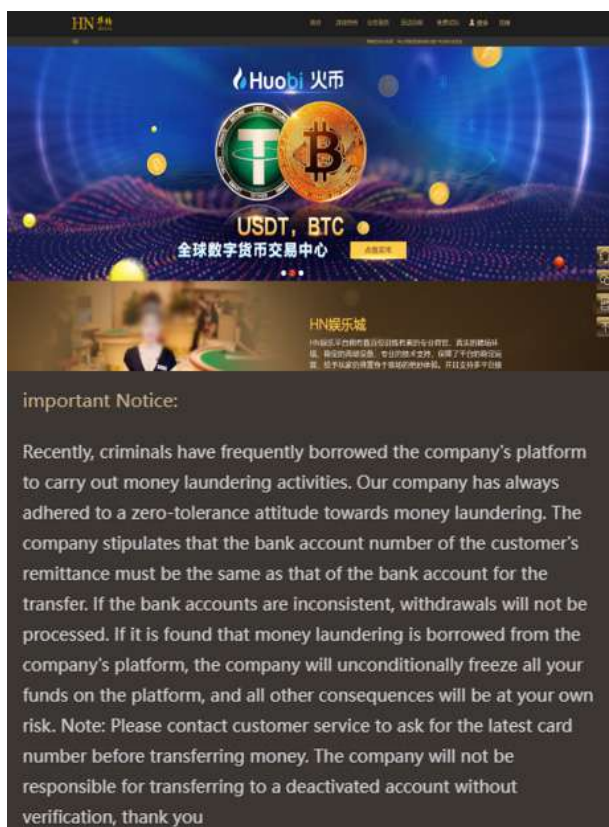 HN
Huobi 火币
USDT, BTC
全球数字货币交易中心
HN娱乐城
important Notice:
Recently, criminals have frequently borrowed the company's platform
to carry out money laundering activities. Our company has always
adhered to a zero-tolerance attitude towards money laundering. The
company stipulates that the bank account number of the customer's
remittance must be the same as that of the bank account for the
transfer. If the bank accounts are inconsistent, withdrawals will not be
processed. If it is found that money laundering is borrowed from the
company's platform, the company will unconditionally freeze all your
funds on the platform, and all other consequences will be at your own
risk. Note: Please contact customer service to ask for the latest card
number before transferring money. The company will not be
responsible for transferring to a deactivated account without
verification, thank you